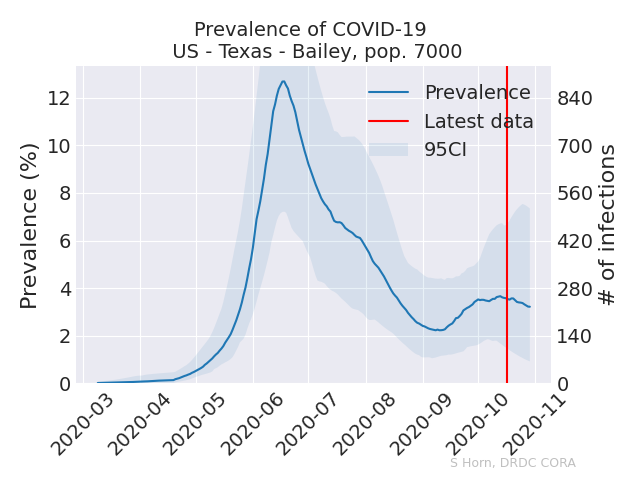 Prevalence of COVID-19
US - Texas - Bailey, pop. 7000
Prevalence (%)
12
10
8
6
4
2
0
Prevalence
Latest data
95CI
840
700
560
420
280
140
0
# of infections
2020-03
2020-04
2020-05
2020-06
2020-07
2020-08
2020-09
2020-10
2020-11
S Horn, DRDC CORA